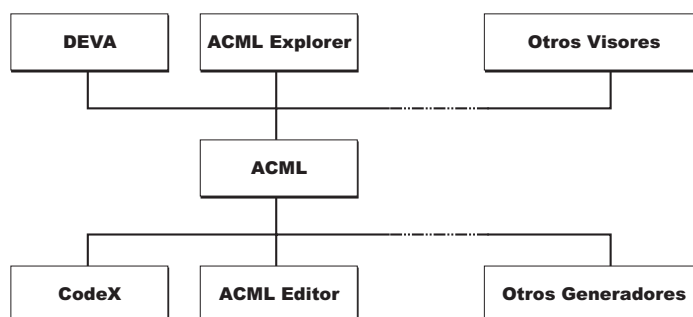 DEVA
ACML Explorer
Otros Visores
ACML
CodeX
ACML Editor
Otros Generadores